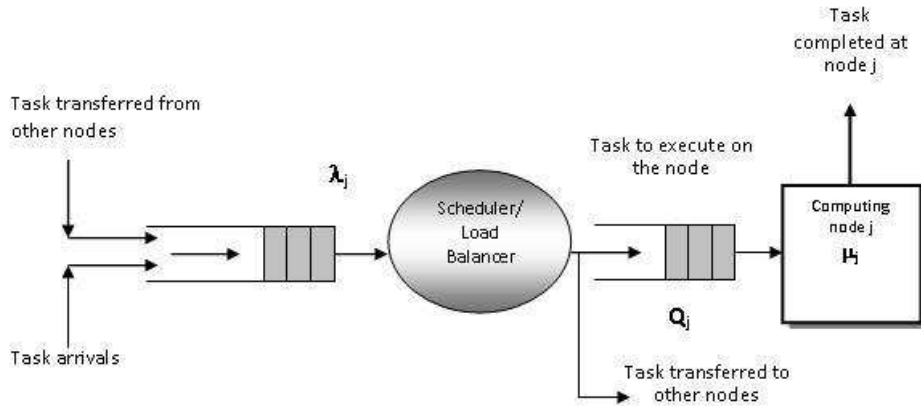 Task
completed at
node j
Task transferred from
other nodes
λj
Task to execute on
the node
Scheduler/
Load
Balancer
Computing
node j
μj
Qj
Task arrivals
Task transferred to
other nodes